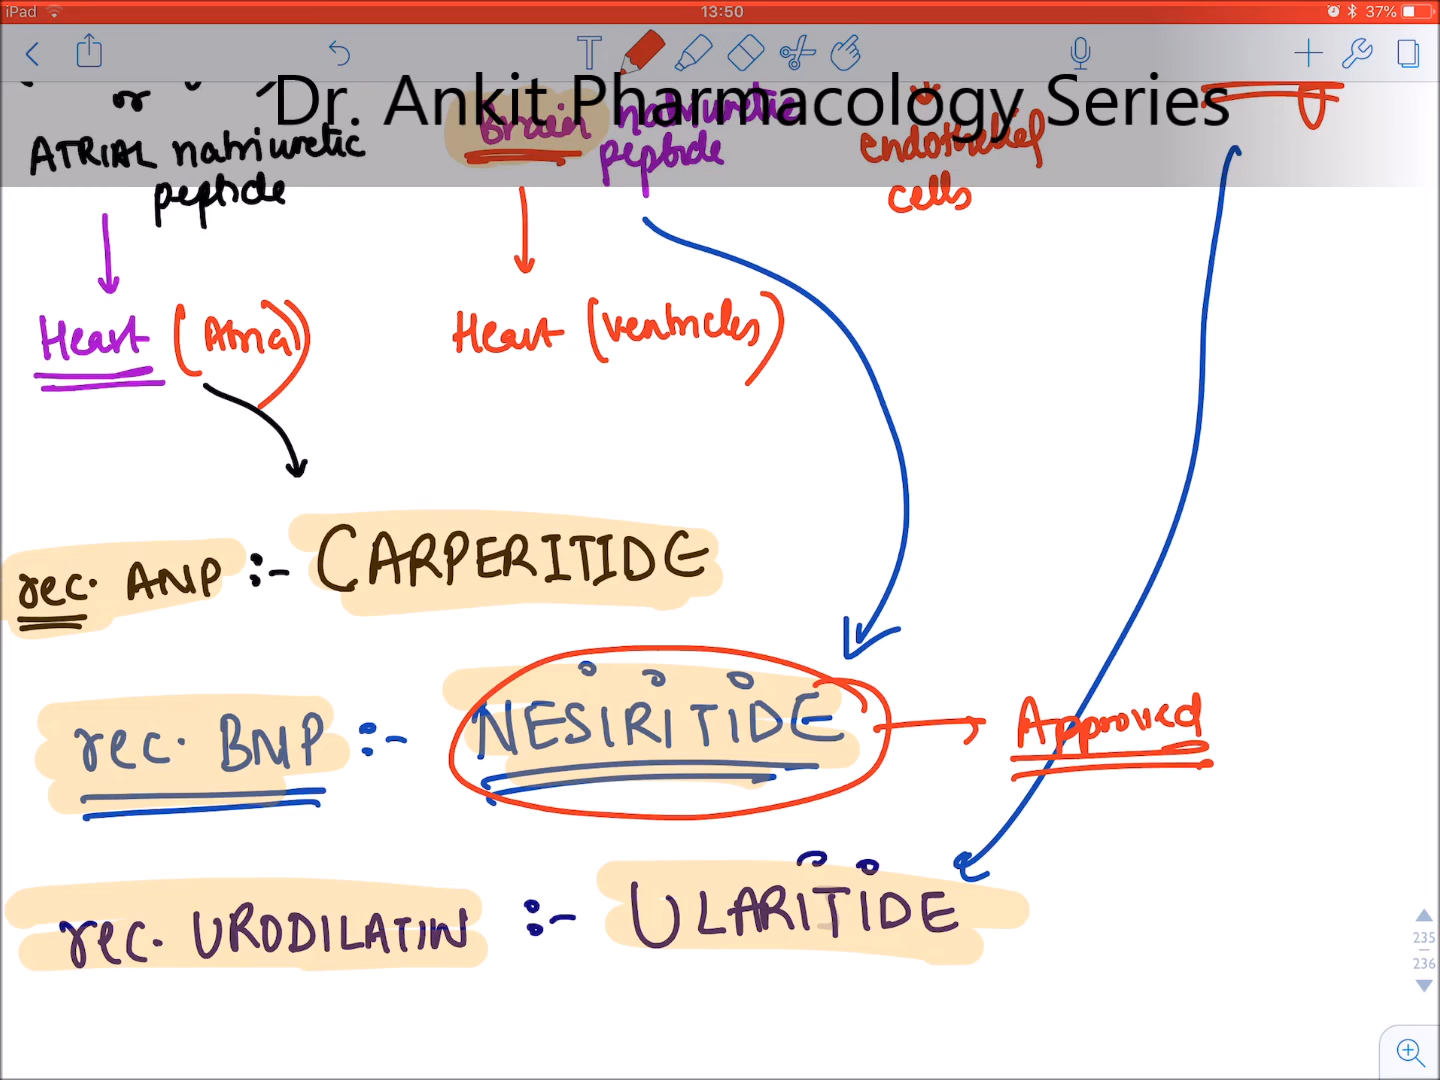 iPad 13:50 37%
T
Dr. Ankit Pharmacology Series
or
Brain natriuretic
ATRIAL natriuretic peptide endothelial
peptide cells
Heart (Atria) Heart (ventricles)
rec. ANP :- CARPERITIDE
rec. BNP :- NESIRITIDE → Approved
rec. URODILATIN :- ULARITIDE
235
236